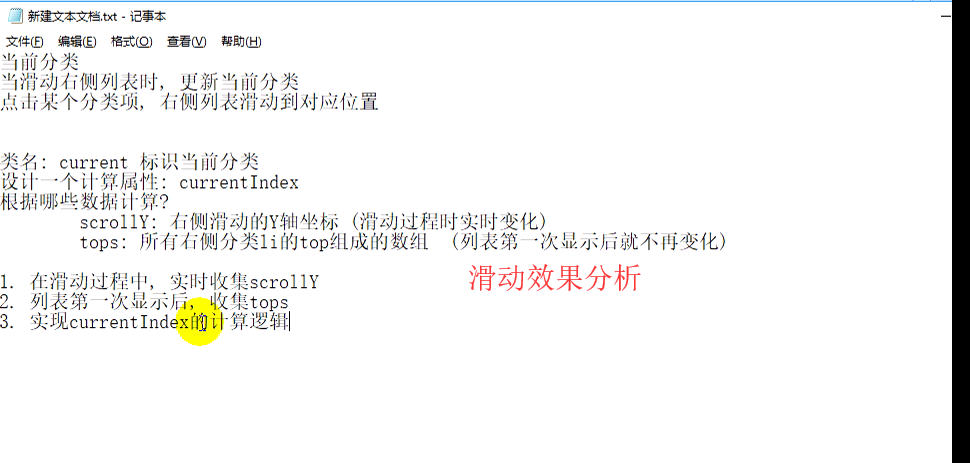 新建文本文档.txt - 记事本
文件(F) 编辑(E) 格式(O) 查看(V) 帮助(H)
当前分类
当滑动右侧列表时, 更新当前分类
点击某个分类项, 右侧列表滑动到对应位置
类名: current 标识当前分类
设计一个计算属性: currentIndex
根据哪些数据计算?
scrollY: 右侧滑动的Y轴坐标 (滑动过程时实时变化)
tops: 所有右侧分类li的top组成的数组 (列表第一次显示后就不再变化)
1. 在滑动过程中, 实时收集scrollY
滑动效果分析
2. 列表第一次显示后, 收集tops
3. 实现currentIndex的计算逻辑